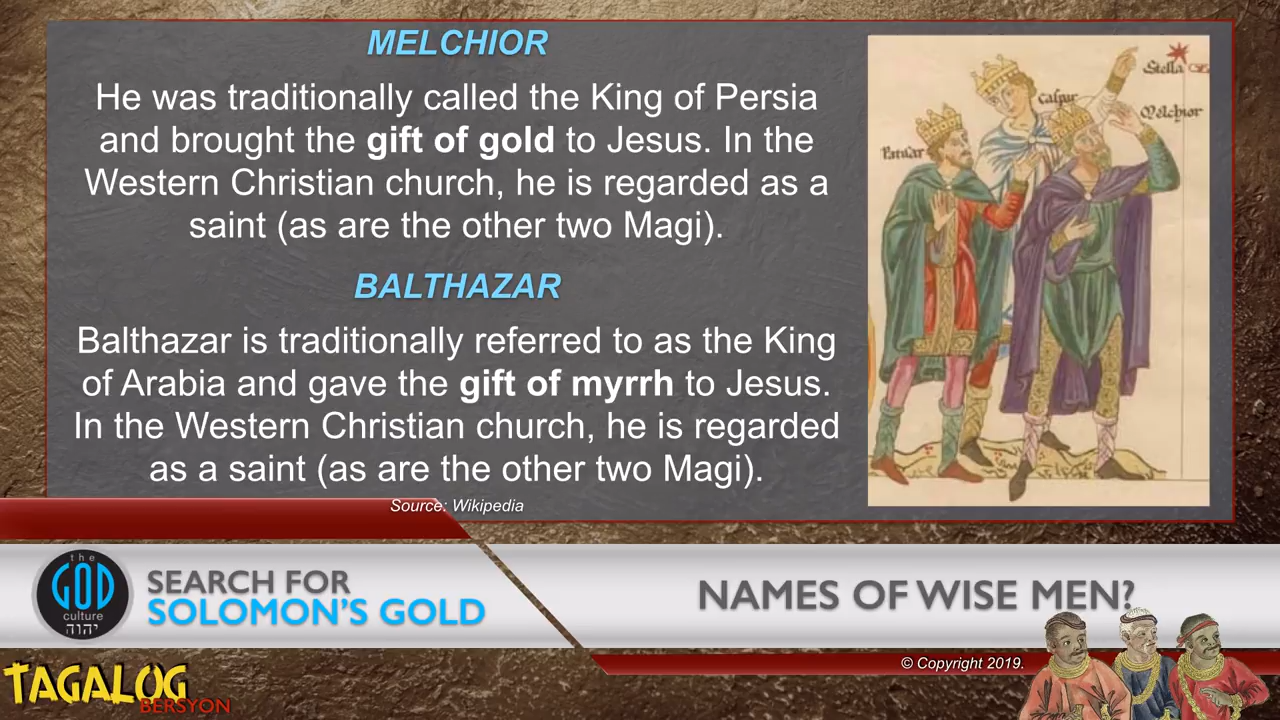 MELCHIOR
He was traditionally called the King of Persia
and brought the gift of gold to Jesus. In the
Western Christian church, he is regarded as a
saint (as are the other two Magi).
BALTHAZAR
Balthazar is traditionally referred to as the King
of Arabia and gave the gift of myrrh to Jesus.
In the Western Christian church, he is regarded
as a saint (as are the other two Magi).
Source: Wikipedia
Stella
Caspar
Melchior
the
GOD
culture
יהוה
SEARCH FOR
SOLOMON'S GOLD
NAMES OF WISE MEN?
© Copyright 2019.
TAGALOG
BERSYON